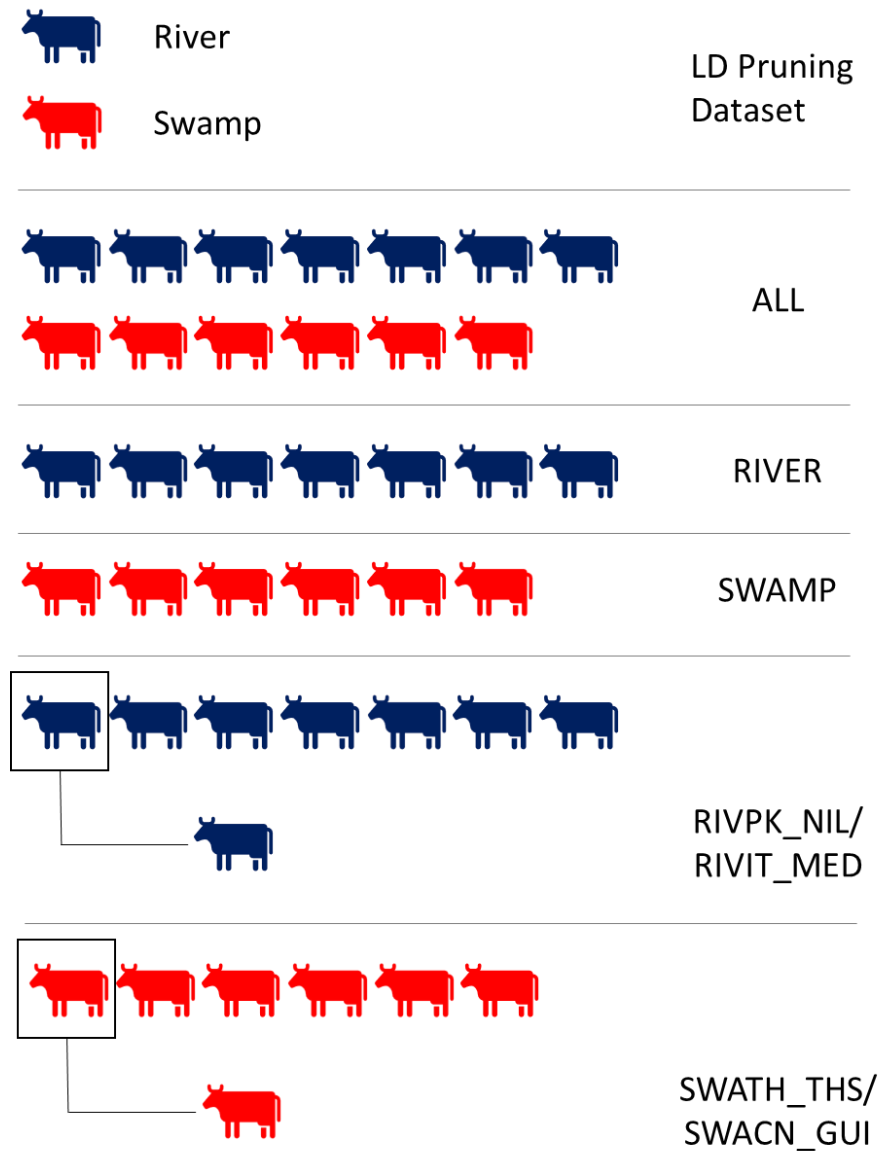 River
LD Pruning
Dataset
Swamp
ALL
RIVER
SWAMP
RIVPK_NIL/
RIVIT_MED
SWATH_THS/
SWACN_GUI